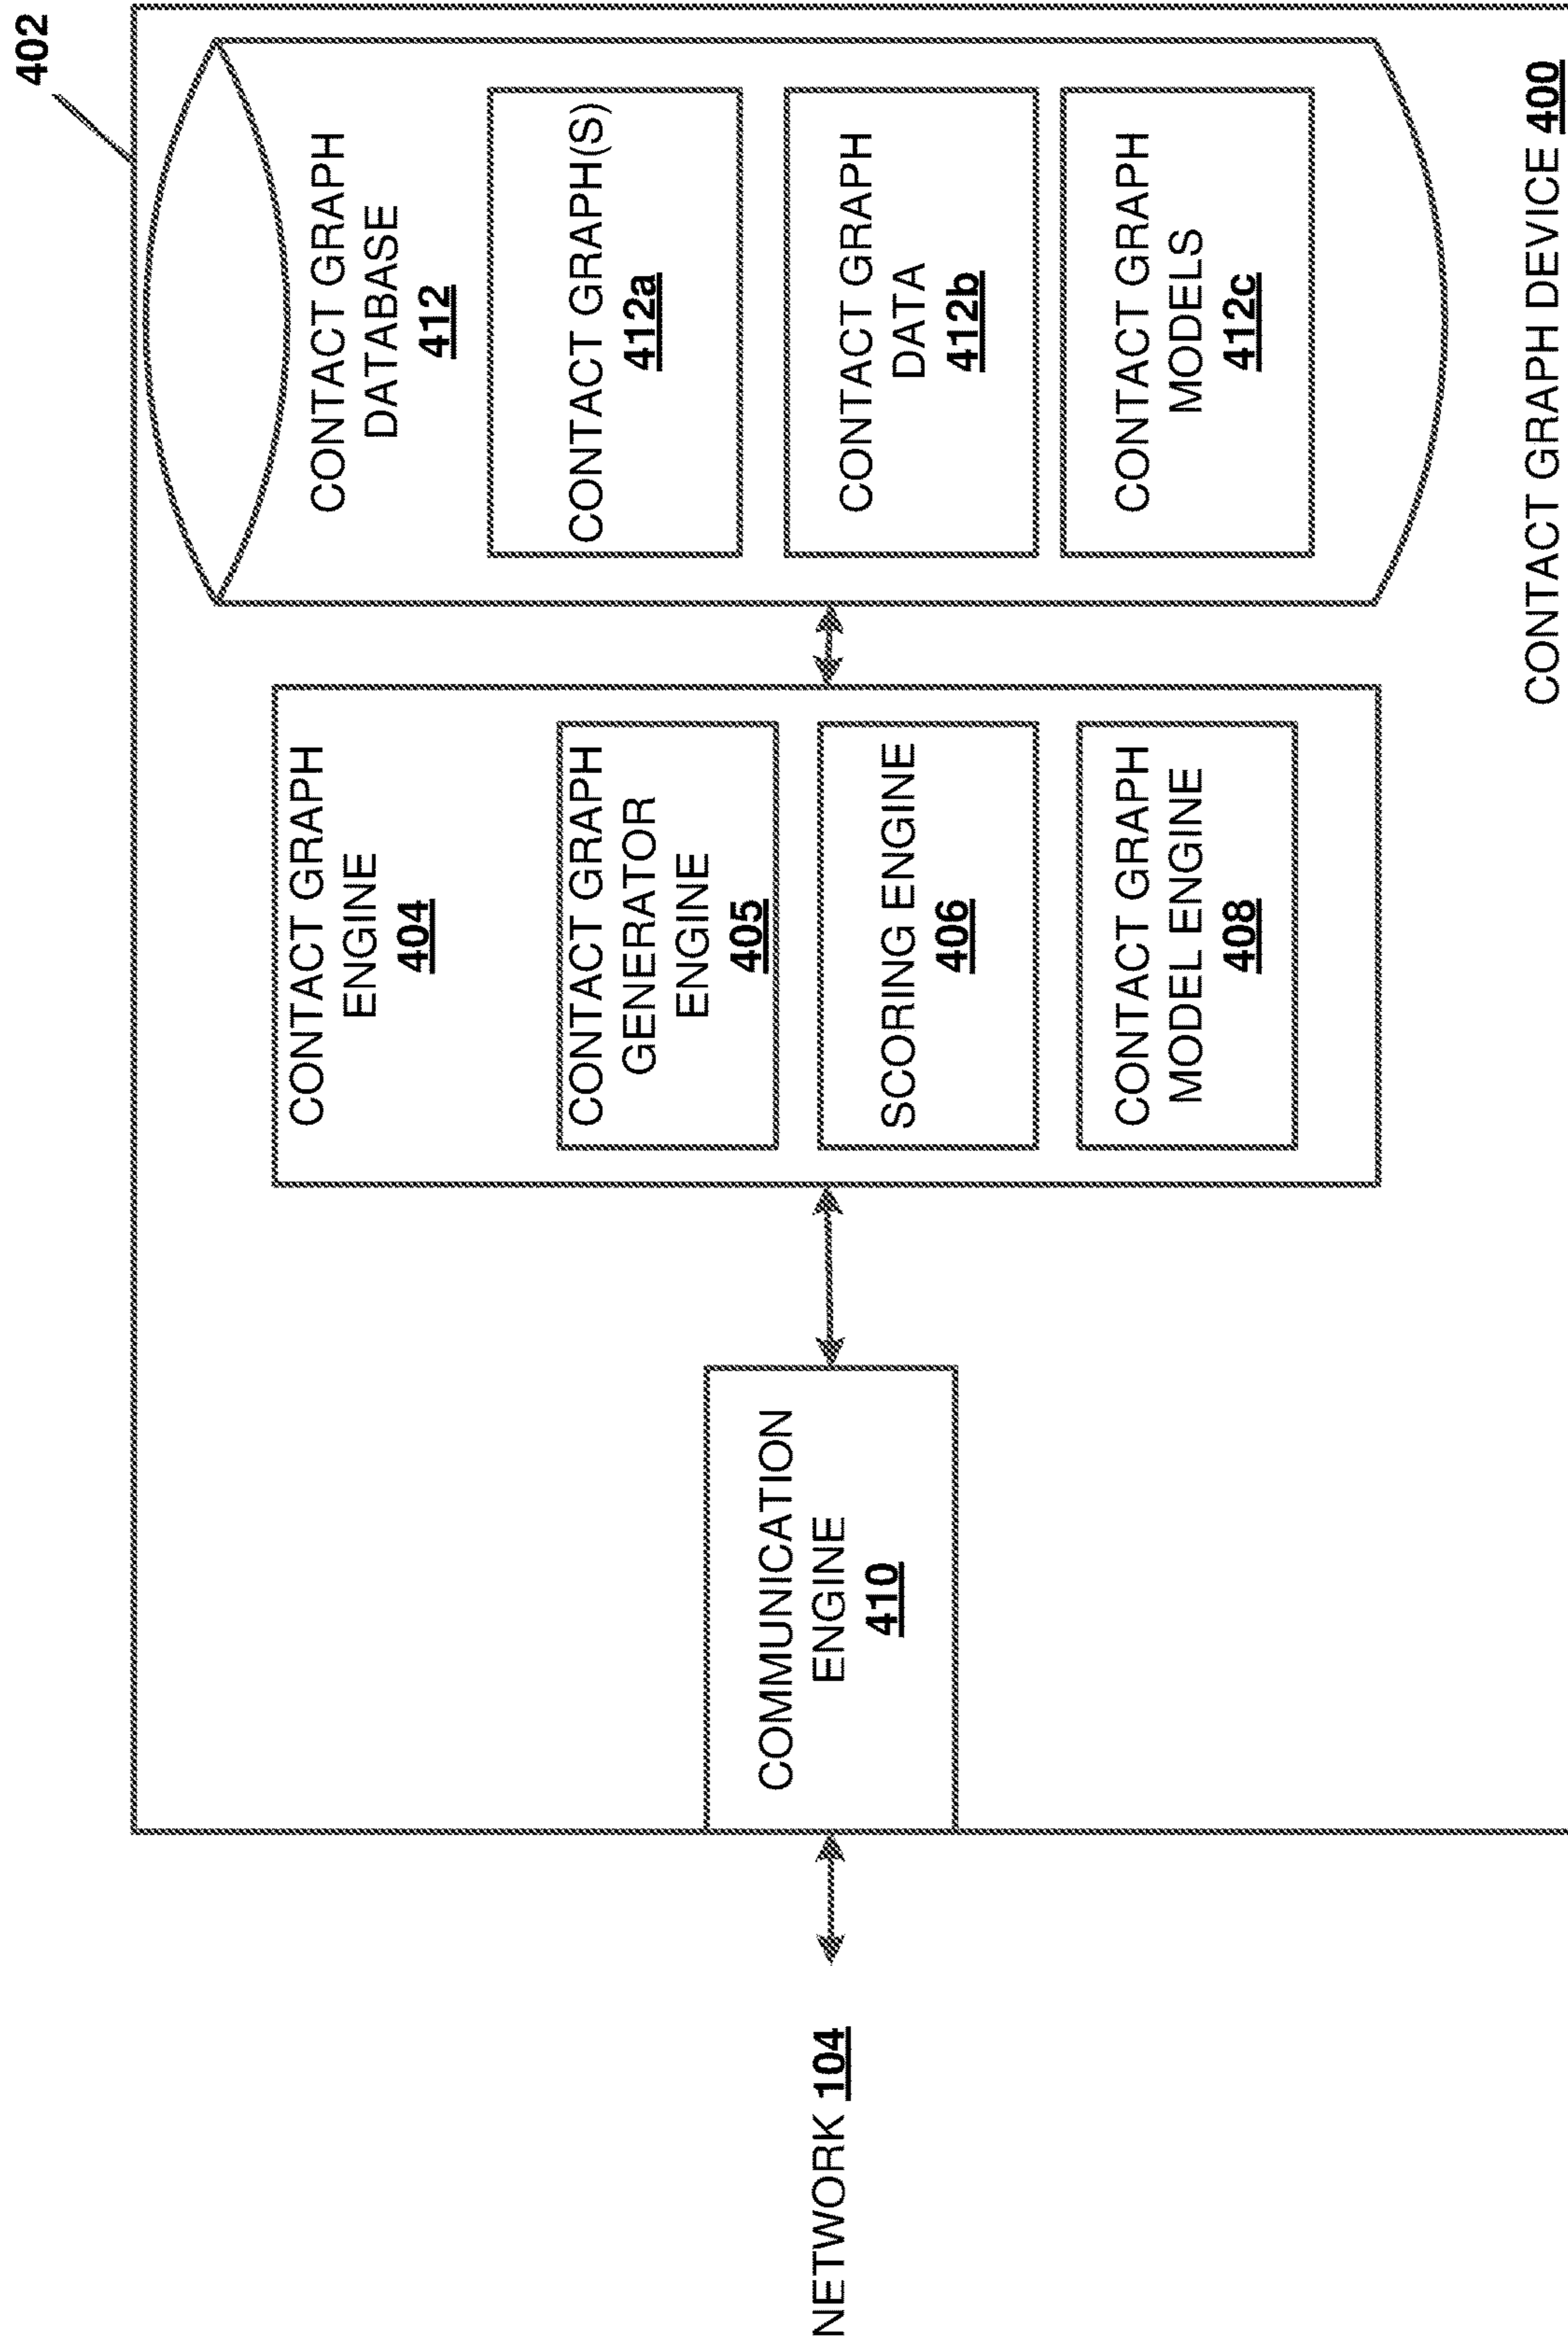 402
CONTACT GRAPH
DATABASE
412
CONTACT GRAPH(S)
412a
CONTACT GRAPH
DATA
412b
CONTACT GRAPH
MODELS
412c
CONTACT GRAPH
ENGINE
404
CONTACT GRAPH
GENERATOR
ENGINE
405
SCORING ENGINE
406
CONTACT GRAPH
MODEL ENGINE
408
COMMUNICATION
ENGINE
410
NETWORK 104
CONTACT GRAPH DEVICE 400